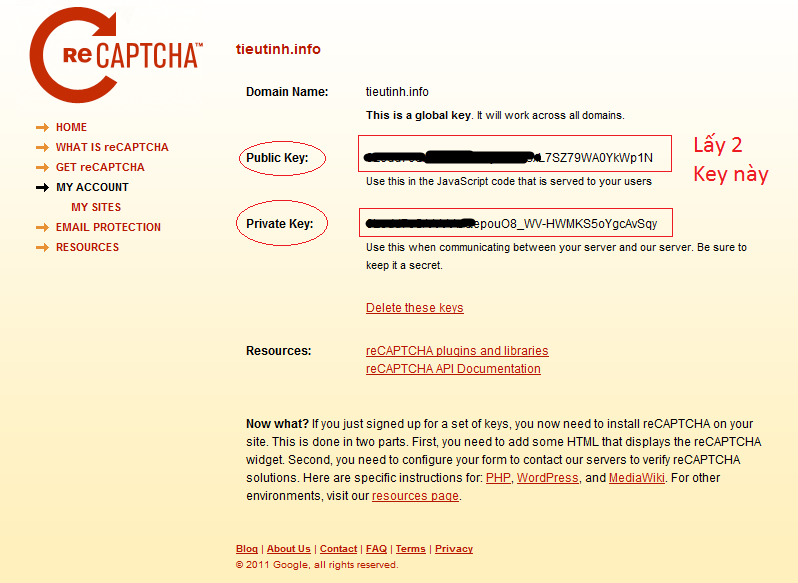 reCAPTCHA™
tieutinh.info
Domain Name: tieutinh.info
This is a global key. It will work across all domains.
Public Key: L7SZ79WA0YkWp1N
Lấy 2
Key này
Use this in the JavaScript code that is served to your users
Private Key: epouO8_WV-HWMKS5oYgcAvSqy
Use this when communicating between your server and our server. Be sure to
keep it a secret.
HOME
WHAT IS reCAPTCHA
GET reCAPTCHA
MY ACCOUNT
MY SITES
EMAIL PROTECTION
RESOURCES
Delete these keys
Resources: reCAPTCHA plugins and libraries
reCAPTCHA API Documentation
Now what? If you just signed up for a set of keys, you now need to install reCAPTCHA on your
site. This is done in two parts. First, you need to add some HTML that displays the reCAPTCHA
widget. Second, you need to configure your form to contact our servers to verify reCAPTCHA
solutions. Here are specific instructions for: PHP, WordPress, and MediaWiki. For other
environments, visit our resources page.
Blog | About Us | Contact | FAQ | Terms | Privacy
© 2011 Google, all rights reserved.